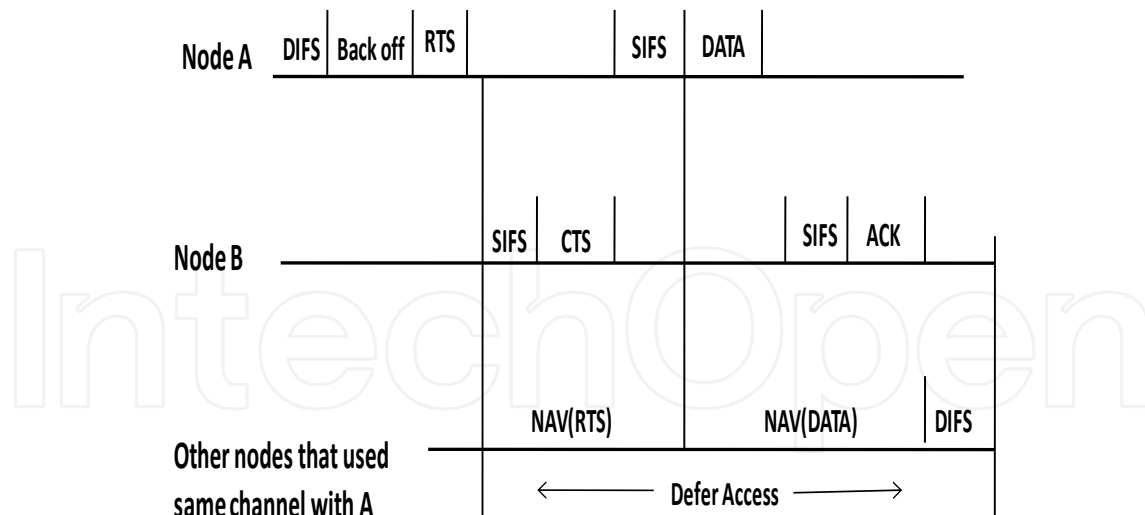 Node A DIFS Back off RTS SIFS DATA
Node B SIFS CTS SIFS ACK
IntechOpen
NAV(RTS) NAV(DATA) DIFS
Other nodes that used
same channel with A
Defer Access